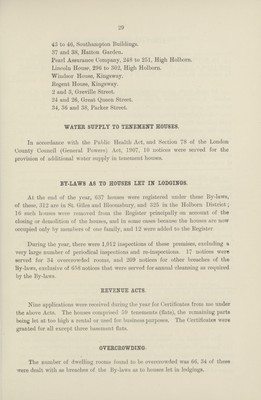 29
43 to 46, Southampton Buildings.
37 and 38, Hatton Garden.
Pearl Assurance Company, 248 to 251, High Holborn.
Lincoln House, 296 to 302, High Holborn.
Windsor House, Kingsway.
Regent House, Kingsway.
2 and 3, Greville Street.
24 and 26, Great Queen Street.
34, 36 and 38, Parker Street.
WATER SUPPLY TO TENEMENT HOUSES.
In accordance with the Public Health Act, and Section 78 of the London
County Council (General Powers) Act, 1907, 10 notices were served for the
provision of additional water supply in tenement houses.
BY-LAWS AS TO HOUSES LET IN LODGINGS.
At the end of the year, 637 houses were registered under these By-laws,
of these, 312 are in St. Giles and Bloomsbury, and 325 in the Holborn District;
16 such houses were removed from the Register principally on account of the
closing or demolition of the houses, and in some cases because the houses are now
occupied only by members of one family, and 12 were added to the Register.
During the year, there were 1,012 inspections of these premises, excluding a
very large number of periodical inspections and re-inspections. 17 notices were
served for 34 overcrowded rooms, and 209 notices for other breaches of the
By-laws, exclusive of 658 notices that were served for annual cleansing as required
by the By-laws.
REVENUE ACTS.
Nine applications were received during the year for Certificates from me under
the above Acts. The houses comprised 59 tenements (flats), the remaining parts
being let at too high a rental or used for business purposes. The Certificates were
granted for all except three basement flats.
OVERCROWDING.
The number of dwelling rooms found to be overcrowded was 66, 34 of these
were dealt with as breaches of the By-laws as to houses let in lodgings.